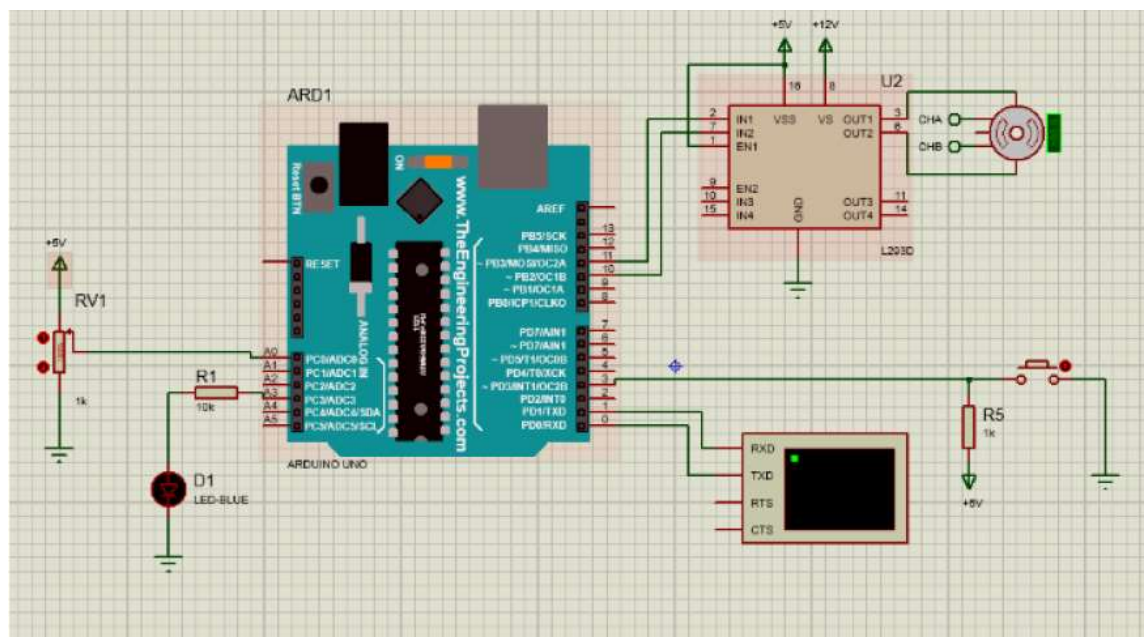 +5V
+12V
U2
16
8
2 IN1 VSS VS OUT1 3
7 IN2 OUT2 6
1 EN1
9 EN2
10 IN3 OUT3 11
15 IN4 OUT4 14
GND
L293D
CHA
CHB
ARD1
ON
Reset BTN
www.TheEngineeringProjects.com
ANALOG IN
AREF
PB5/SCK 13
PB4/MISO 12
~ PB3/MOSI/OC2A 11
~ PB2/OC1B 10
~ PB1/OC1A 9
PB0/ICP1/CLKO 8
RESET
PD7/AIN1 7
~ PD7/AIN1 6
~ PD5/T1/OC0B 5
PD4/T0/XCK 4
~ PD3/INT1/OC2B 3
PD2/INT0 2
PD1/TXD 1
PD0/RXD 0
A0 PC0/ADC0
A1 PC1/ADC1
A2 PC2/ADC2
A3 PC3/ADC3
A4 PC4/ADC4/SDA
A5 PC5/ADC5/SCL
ARDUINO UNO
+5V
RV1
1k
R1
10k
D1
LED-BLUE
R5
1k
+5V
RXD
TXD
RTS
CTS